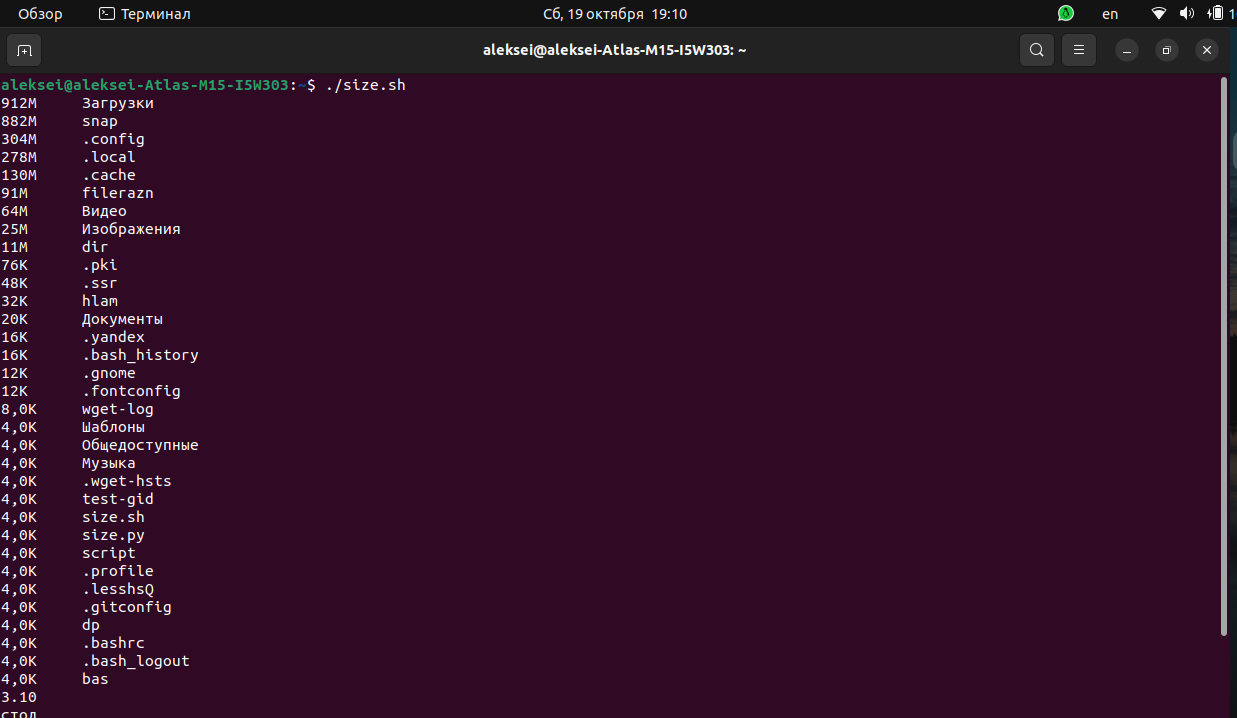 Обзор Терминал Сб, 19 октября 19:10 en
aleksei@aleksei-Atlas-M15-I5W303: ~
aleksei@aleksei-Atlas-M15-I5W303:~$ ./size.sh
912M Загрузки
882M snap
304M .config
278M .local
130M .cache
91M filerazn
64M Видео
25M Изображения
11M dir
76K .pki
48K .ssr
32K hlam
20K Документы
16K .yandex
16K .bash_history
12K .gnome
12K .fontconfig
8,0K wget-log
4,0K Шаблоны
4,0K Общедоступные
4,0K Музыка
4,0K .wget-hsts
4,0K test-gid
4,0K size.sh
4,0K size.py
4,0K script
4,0K .profile
4,0K .lesshsQ
4,0K .gitconfig
4,0K dp
4,0K .bashrc
4,0K .bash_logout
4,0K bas
3.10